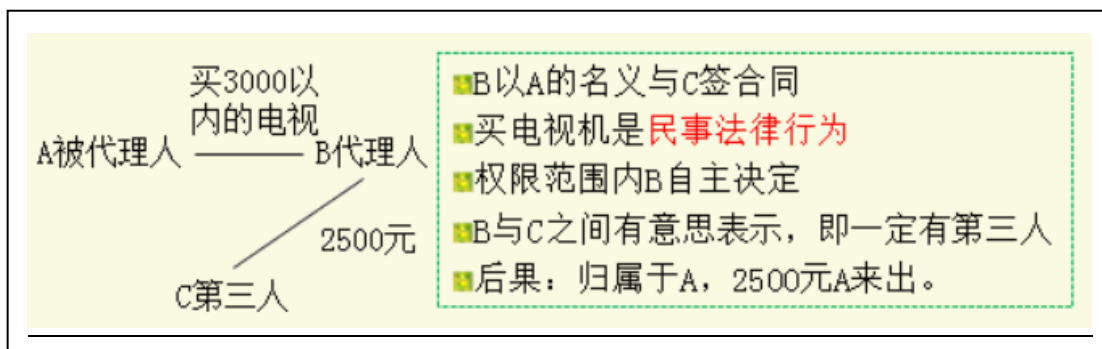 买3000以
内的电视
A被代理人
B代理人
2500元
C第三人
B以A的名义与C签合同
买电视机是民事法律行为
权限范围内B自主决定
B与C之间有意思表示，即一定有第三人
后果：归属于A，2500元A来出。